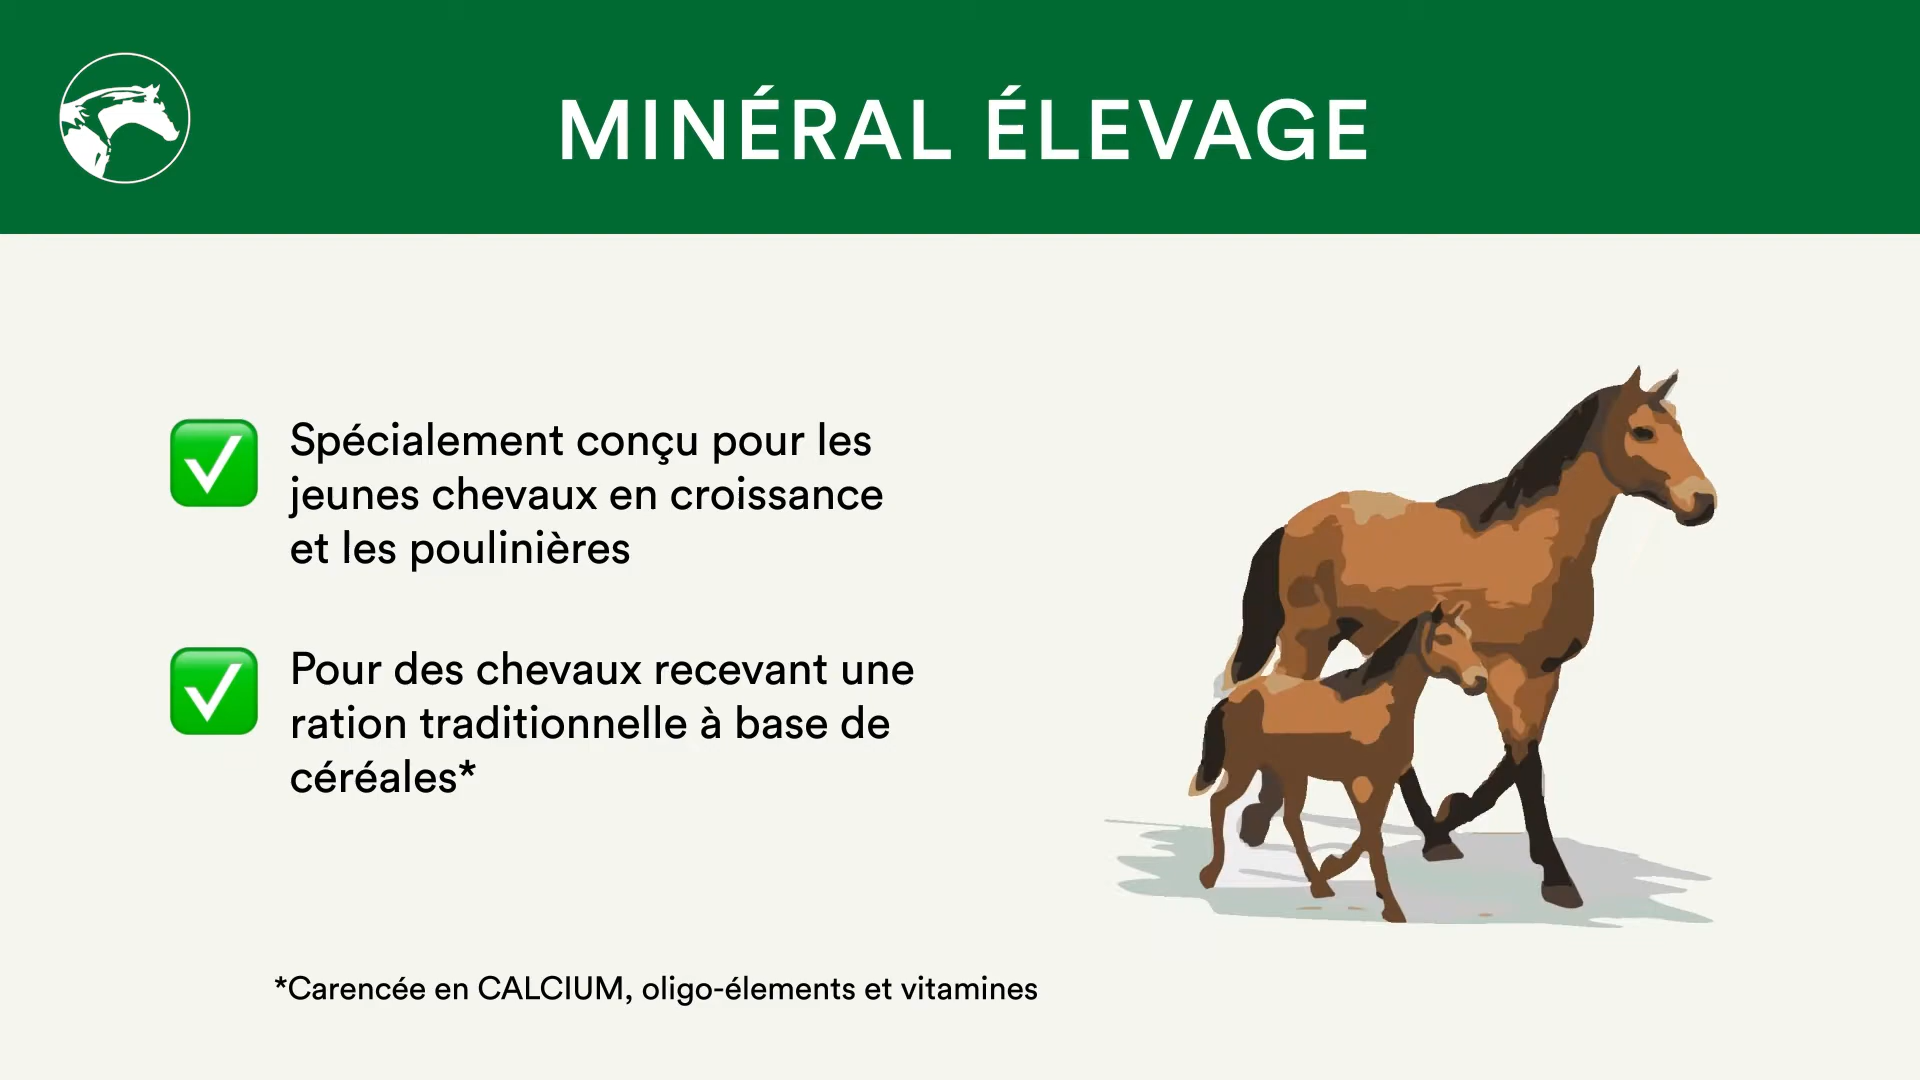 MINÉRAL ÉLEVAGE
Spécialement conçu pour les
jeunes chevaux en croissance
et les poulinières
Pour des chevaux recevant une
ration traditionnelle à base de
céréales*
*Carencée en CALCIUM, oligo-élements et vitamines